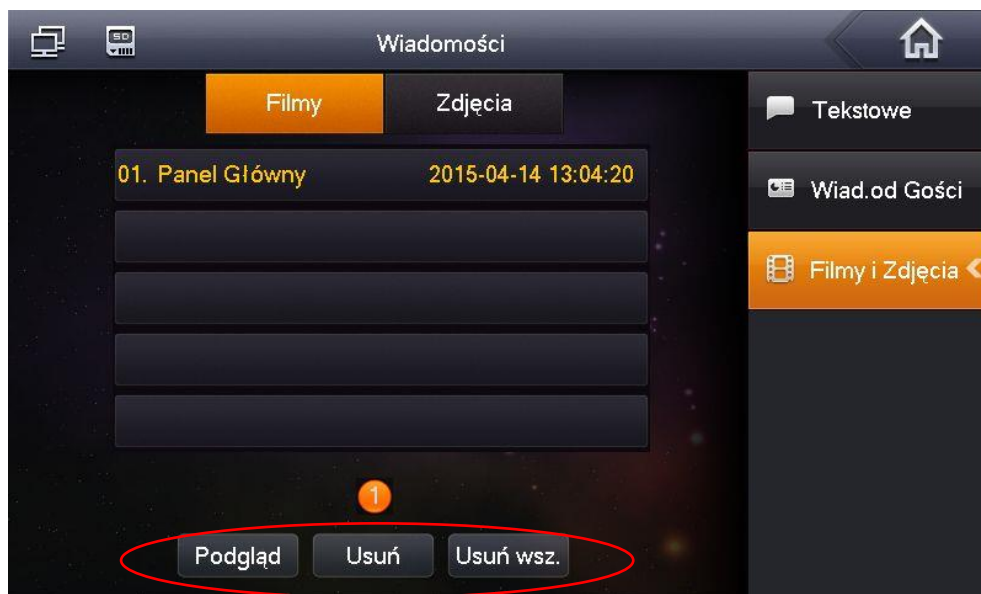 SD
Wiadomości
Filmy Zdjęcia
01. Panel Główny 2015-04-14 13:04:20
1
Podgląd Usuń Usuń wsz.
Tekstowe
Wiad.od Gości
Filmy i Zdjęcia